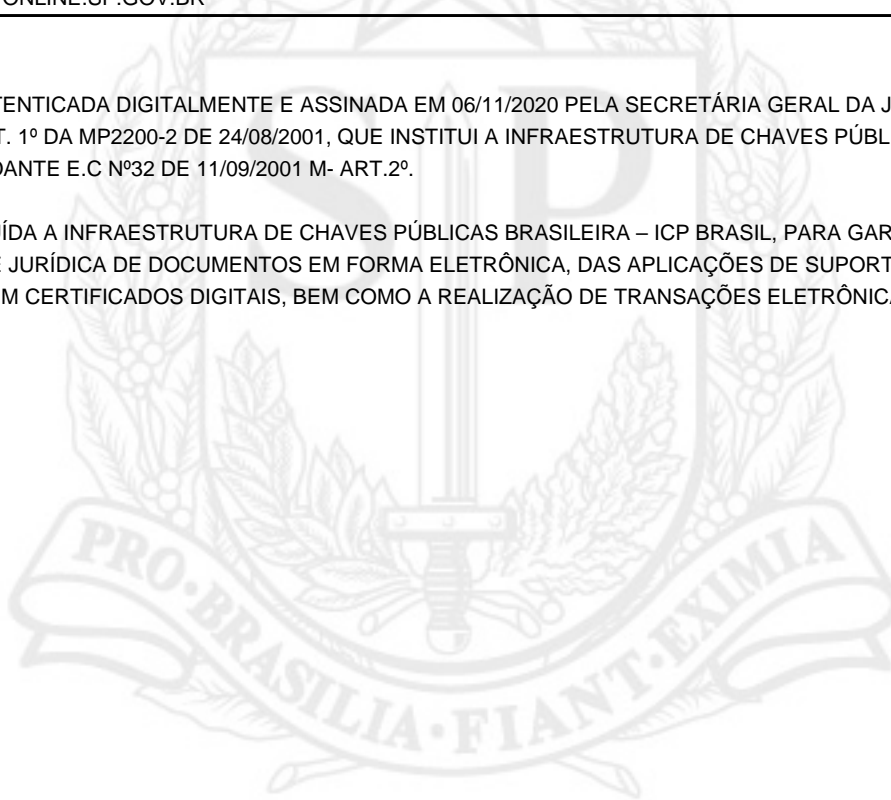 ONLINE.SP.GOV.BR
TENTICADA DIGITALMENTE E ASSINADA EM 06/11/2020 PELA SECRETÁRIA GERAL DA J
T. 1º DA MP2200-2 DE 24/08/2001, QUE INSTITUI A INFRAESTRUTURA DE CHAVES PÚBL
DANTE E.C Nº32 DE 11/09/2001 M- ART.2º.
UÍDA A INFRAESTRUTURA DE CHAVES PÚBLICAS BRASILEIRA – ICP BRASIL, PARA GAR
E JURÍDICA DE DOCUMENTOS EM FORMA ELETRÔNICA, DAS APLICAÇÕES DE SUPORT
M CERTIFICADOS DIGITAIS, BEM COMO A REALIZAÇÃO DE TRANSAÇÕES ELETRÔNICA
SP
PRO·BRASILIA·FIANT·EXIMIA